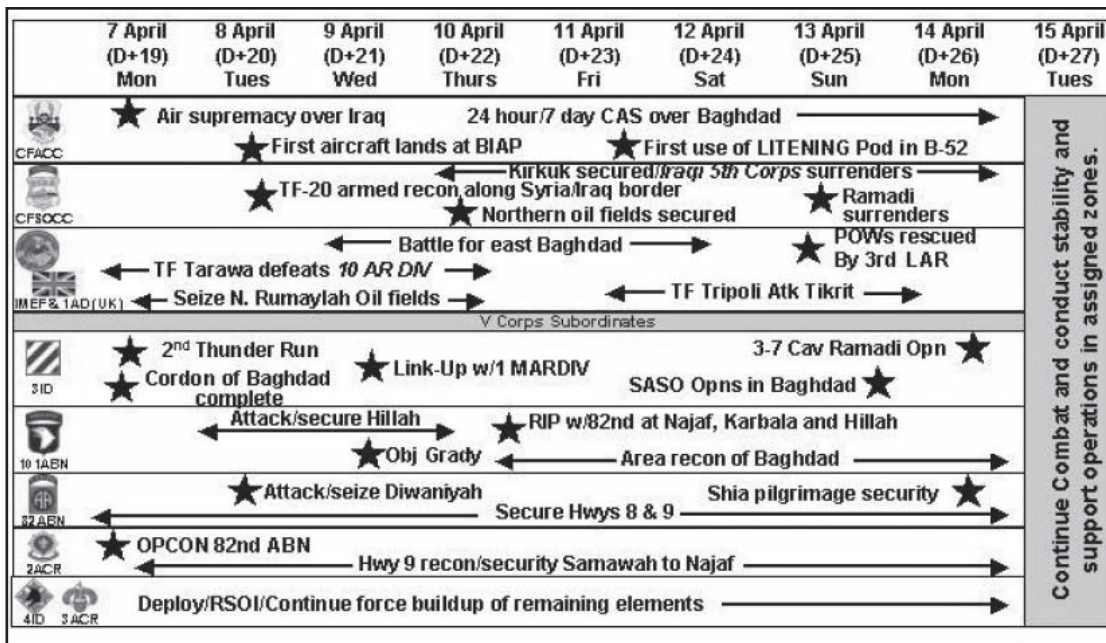 7 April 8 April 9 April 10 April 11 April 12 April 13 April 14 April 15 April
(D+19) (D+20) (D+21) (D+22) (D+23) (D+24) (D+25) (D+26) (D+27)
Mon Tues Wed Thurs Fri Sat Sun Mon Tues
CFACC
Air supremacy over Iraq
24 hour/7 day CAS over Baghdad
First aircraft lands at BIAP
First use of LITENING Pod in B-52
CFSOCC
Kirkuk secured/Iraqi 5th Corps surrenders
TF-20 armed recon along Syria/Iraq border
Northern oil fields secured
Ramadi
surrenders
IMEF & 1AD(UK)
Battle for east Baghdad
POWs rescued
By 3rd LAR
TF Tarawa defeats 10 AR DIV
Seize N. Rumaylah Oil fields
TF Tripoli Atk Tikrit
V Corps Subordinates
3ID
2nd Thunder Run
3-7 Cav Ramadi Opn
Link-Up w/1 MARDIV
Cordon of Baghdad
complete
SASO Opns in Baghdad
101ABN
Attack/secure Hillah
RIP w/82nd at Najaf, Karbala and Hillah
Obj Grady
Area recon of Baghdad
82ABN
Attack/seize Diwaniyah
Shia pilgrimage security
Secure Hwys 8 & 9
2ACR
OPCON 82nd ABN
Hwy 9 recon/security Samawah to Najaf
4ID 3ACR
Deploy/RSOI/Continue force buildup of remaining elements
Continue Combat and conduct stability and
support operations in assigned zones.